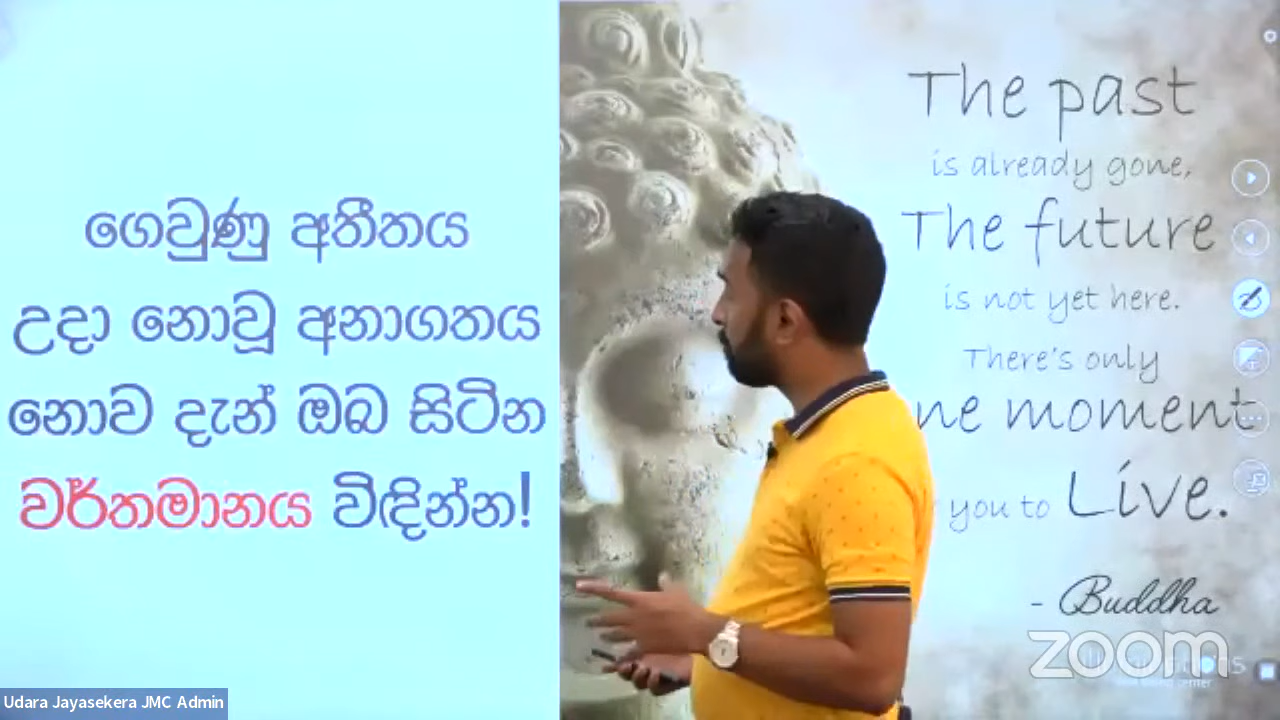 ගෙවුණු අතීතය
උදා නොවූ අනාගතය
නොව දැන් ඔබ සිටින
වර්තමානය විඳින්න!
The past
is already gone,
The future
is not yet here.
There's only
ne moment
you to Live.
- Buddha
zoom
Udara Jayasekera JMC Admin